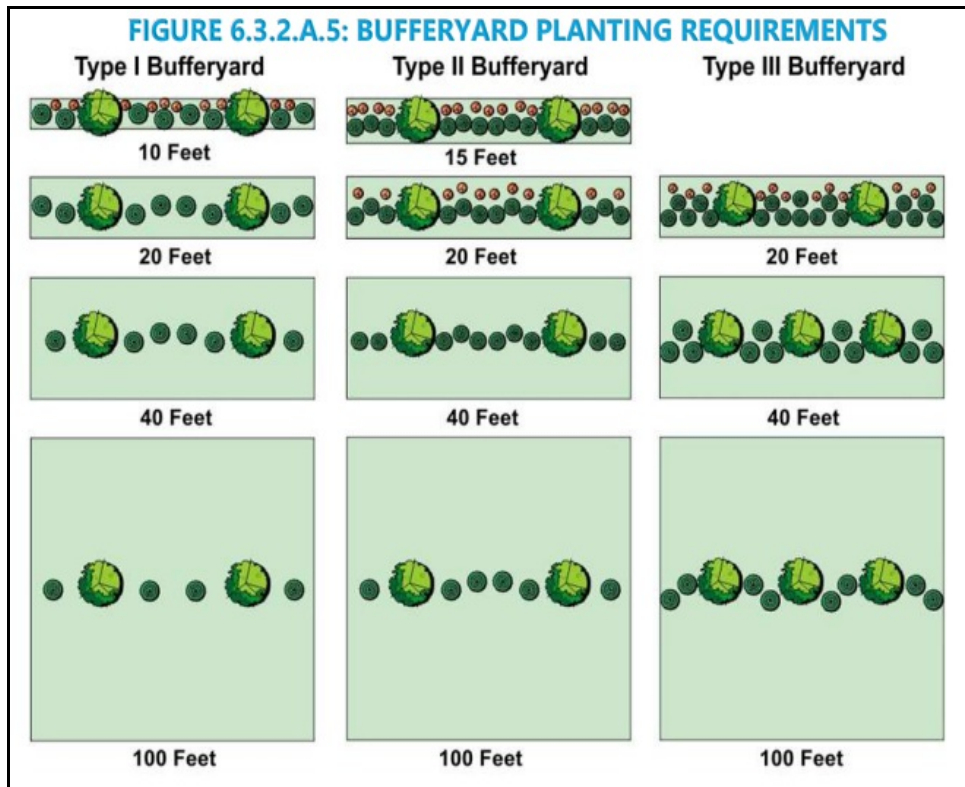 FIGURE 6.3.2.A.5: BUFFERYARD PLANTING REQUIREMENTS
Type I Bufferyard
Type II Bufferyard
Type III Bufferyard
10 Feet
15 Feet
20 Feet
20 Feet
20 Feet
40 Feet
40 Feet
40 Feet
100 Feet
100 Feet
100 Feet